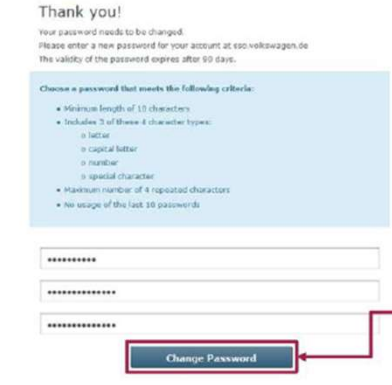 Thank you!
Your password needs to be changed.
Please enter a new password for your account at sso.volkswagen.de
The validity of the password expires after 90 days.
Choose a password that meets the following criteria:
• Minimum length of 10 characters
• Includes 3 of these 4 character types:
o letter
o capital letter
o number
o special character
• Maximum number of 4 repeated characters
• No usage of the last 10 passwords
••••••••••
••••••••••••••
••••••••••••••
Change Password